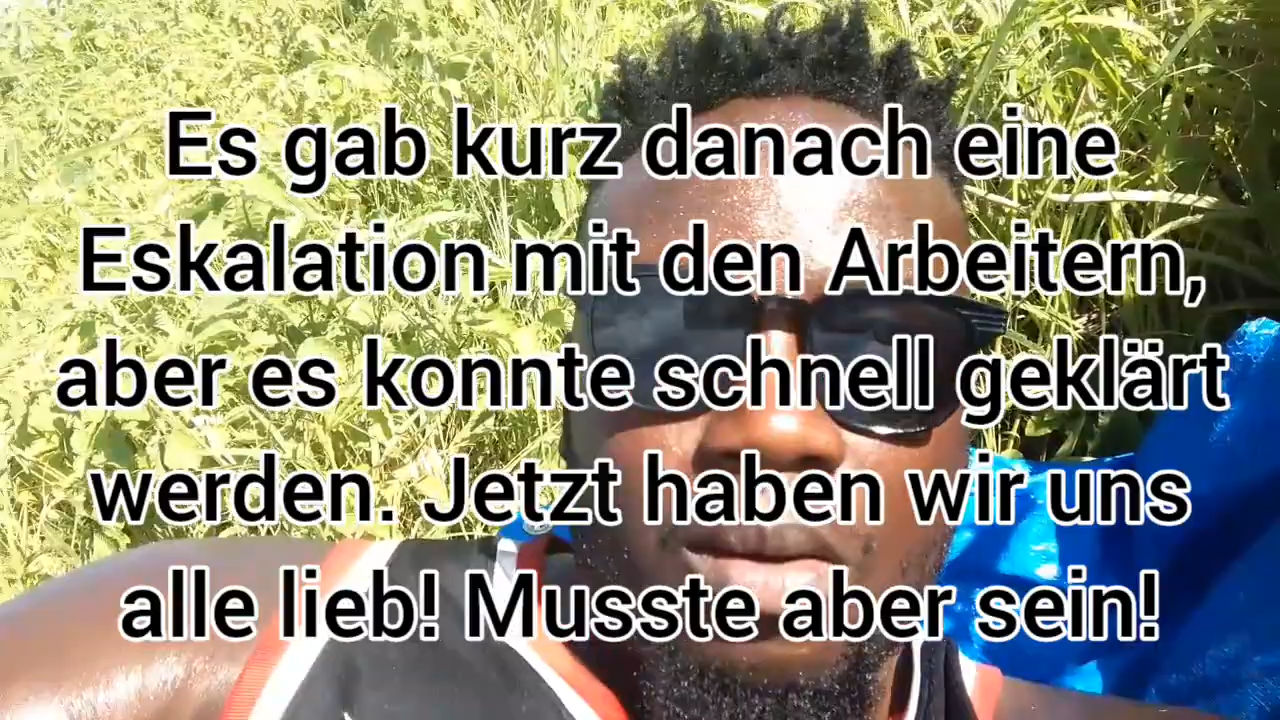 Es gab kurz danach eine
Eskalation mit den Arbeitern,
aber es konnte schnell geklärt
werden. Jetzt haben wir uns
alle lieb! Musste aber sein!